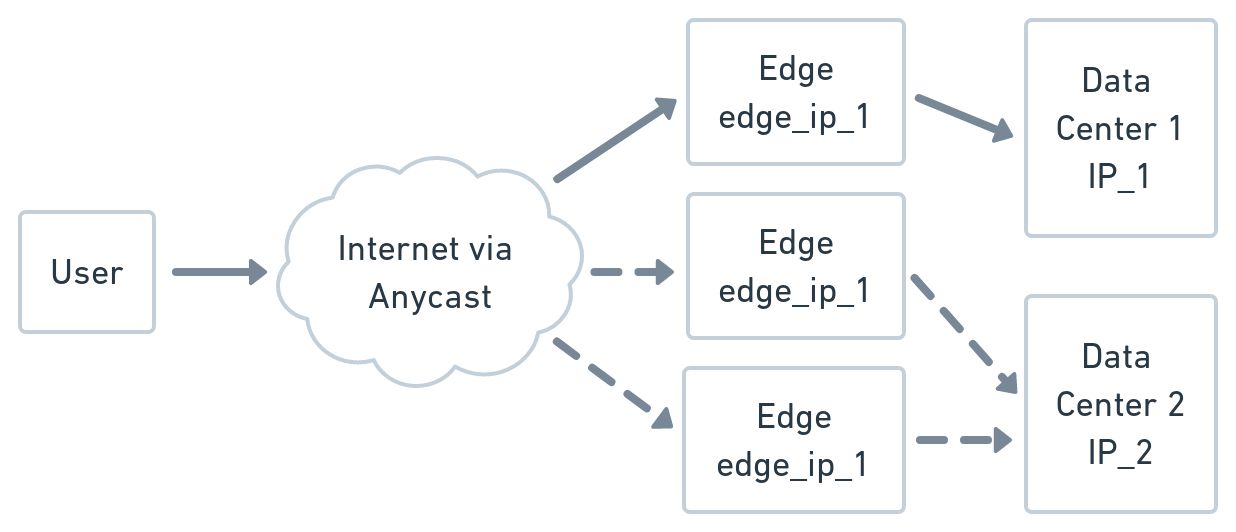 User
Internet via
Anycast
Edge
edge_ip_1
Edge
edge_ip_1
Edge
edge_ip_1
Data
Center 1
IP_1
Data
Center 2
IP_2